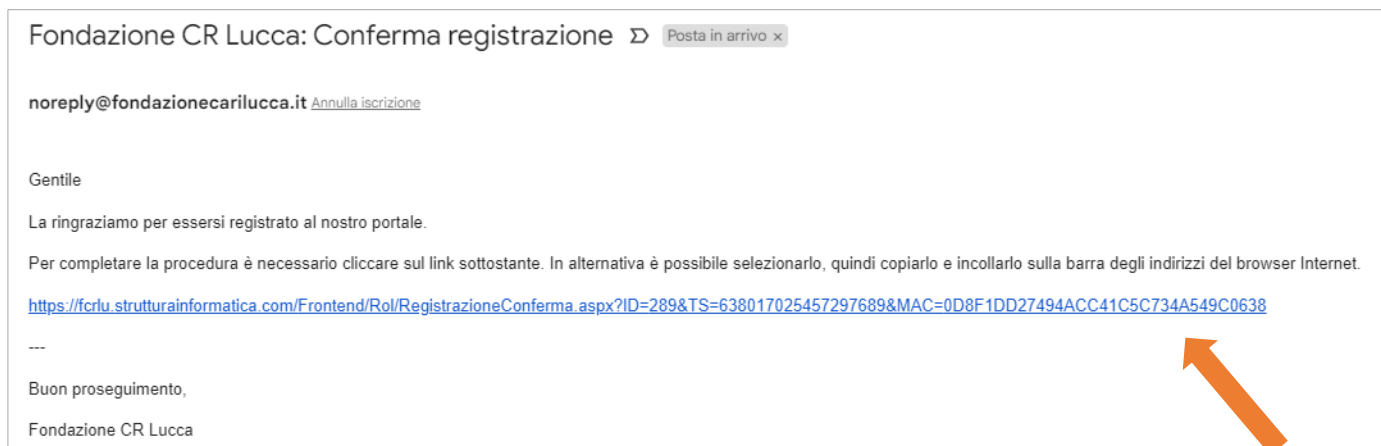 Fondazione CR Lucca: Conferma registrazione Posta in arrivo x
noreply@fondazionecarilucca.it Annulla iscrizione
Gentile
La ringraziamo per essersi registrato al nostro portale.
Per completare la procedura è necessario cliccare sul link sottostante. In alternativa è possibile selezionarlo, quindi copiarlo e incollarlo sulla barra degli indirizzi del browser Internet.
https://fcrlu.strutturainformatica.com/Frontend/Rol/RegistrazioneConferma.aspx?ID=289&TS=638017025457297689&MAC=0D8F1DD27494ACC41C5C734A549C0638
---
Buon proseguimento,
Fondazione CR Lucca